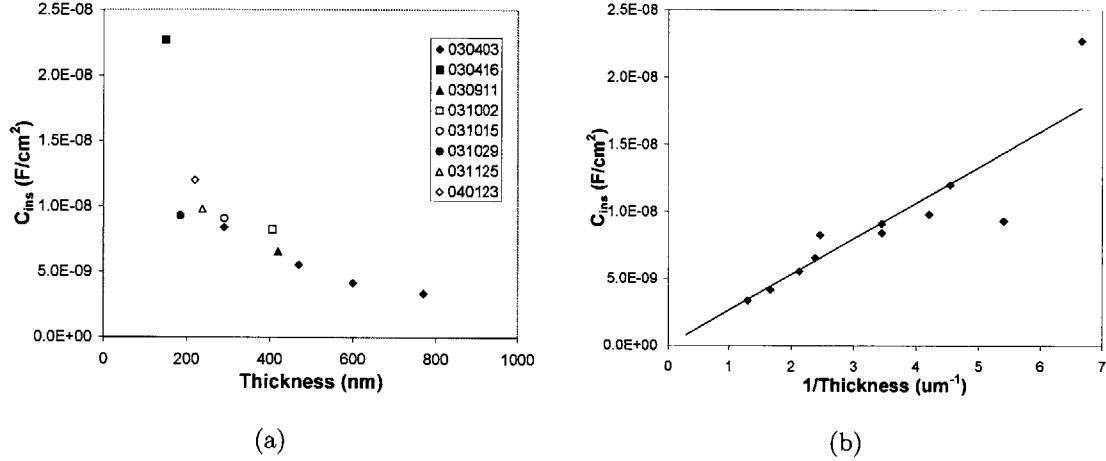 2.5E-08
2.0E-08
1.5E-08
1.0E-08
5.0E-09
0.0E+00
C_ins (F/cm²)
0
200
400
600
800
1000
Thickness (nm)
030403
030416
030911
031002
031015
031029
031125
040123
(a)
2.5E-08
2.0E-08
1.5E-08
1.0E-08
5.0E-09
0.0E+00
C_ins (F/cm²)
0
1
2
3
4
5
6
7
1/Thickness (um⁻¹)
(b)